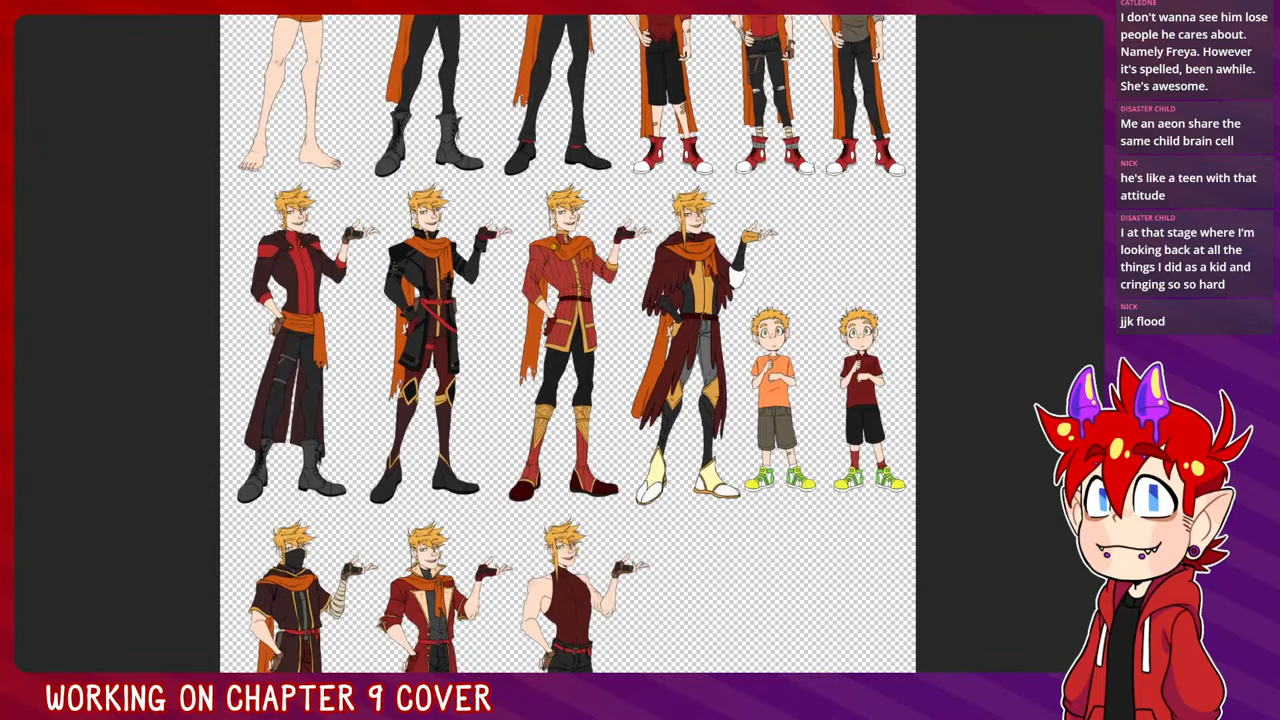 CATLEONE
I don't wanna see him lose
people he cares about.
Namely Freya. However
it's spelled, been awhile.
She's awesome.
DISASTER CHILD
Me an aeon share the
same child brain cell
NICK
he's like a teen with that
attitude
DISASTER CHILD
I at that stage where I'm
looking back at all the
things I did as a kid and
cringing so so hard
NICK
jjk flood
WORKING ON CHAPTER 9 COVER